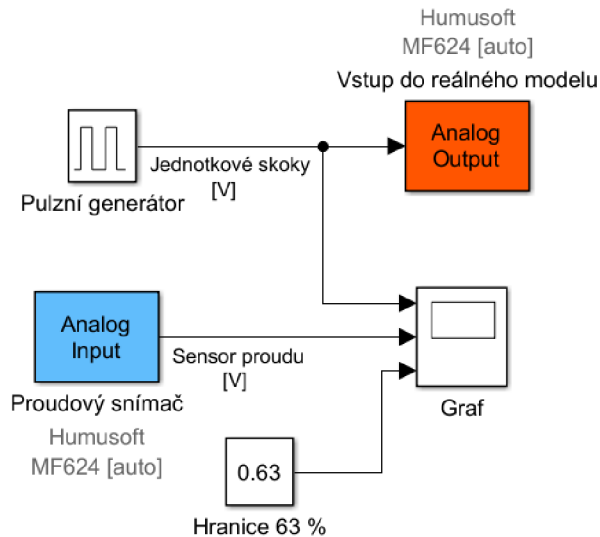 Humusoft
MF624 [auto]
Vstup do reálného modelu
Analog
Output
Jednotkové skoky
[V]
Pulzní generátor
Analog
Input
Sensor proudu
[V]
Proudový snímač
Humusoft
MF624 [auto]
Graf
0.63
Hranice 63 %